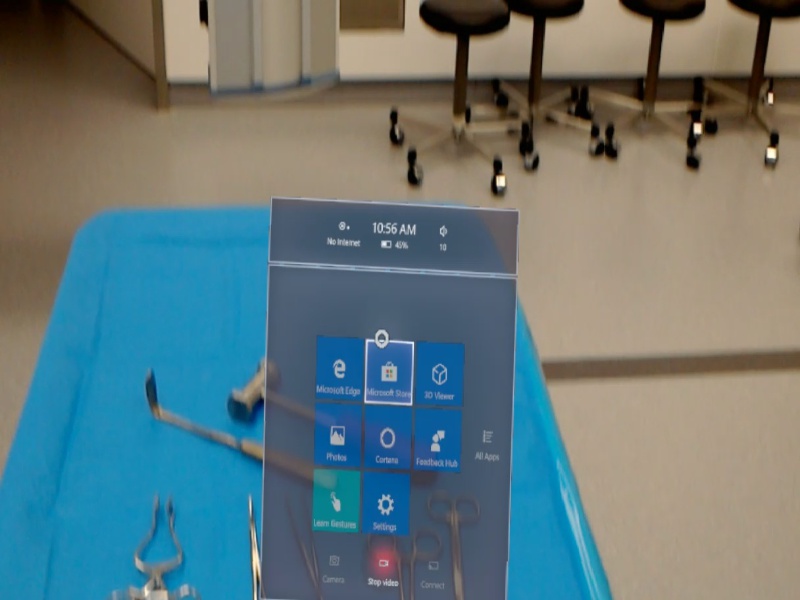 10:56 AM
No Internet 45% 10
Microsoft Edge Microsoft Store 3D Viewer
Photos Cortana Feedback Hub All Apps
Learn Gestures Settings
Camera Stop video Connect